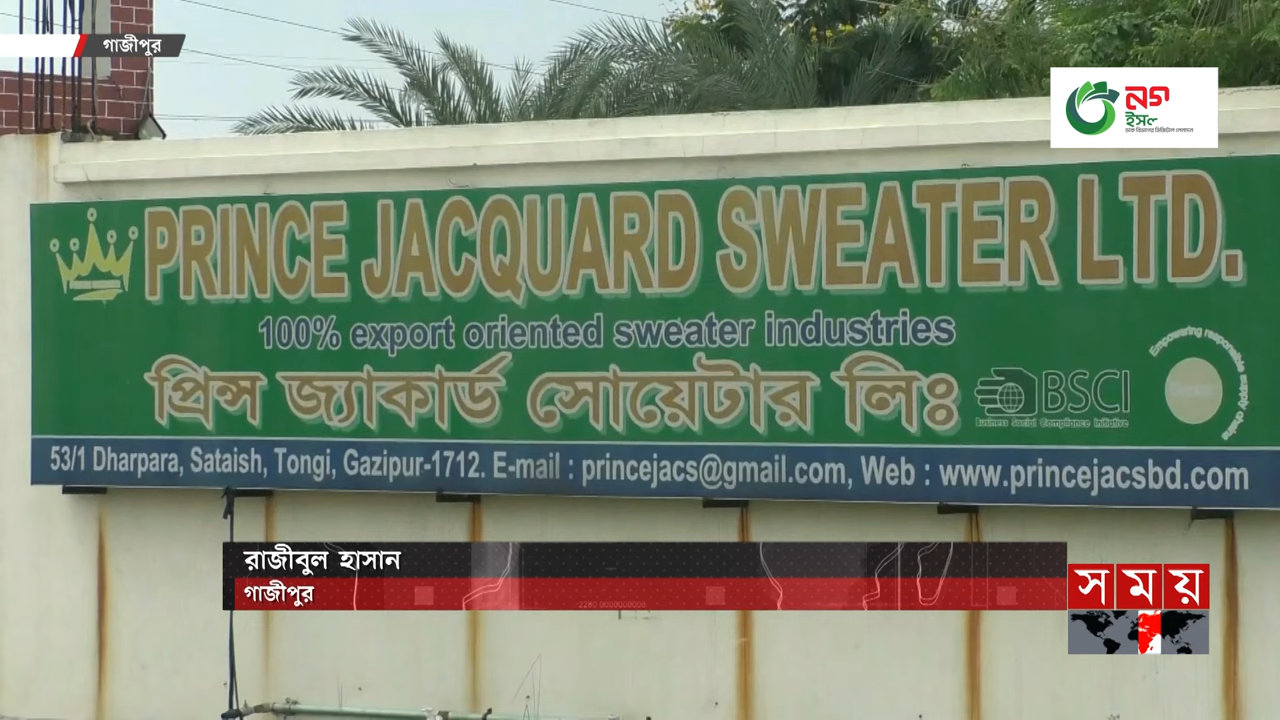 গাজীপুর
নগদ
PRINCE JACQUARD SWEATER LTD.
100% export oriented sweater industries
প্রিন্স জ্যাকার্ড সোয়েটার লিঃ
BSCI
Business Social Compliance Initiative
Empowering responsible supply chains
53/1 Dharpara, Sataish, Tongi, Gazipur-1712. E-mail : princejacs@gmail.com, Web : www.princejacsbd.com
রাজীবুল হাসান
গাজীপুর
সময়